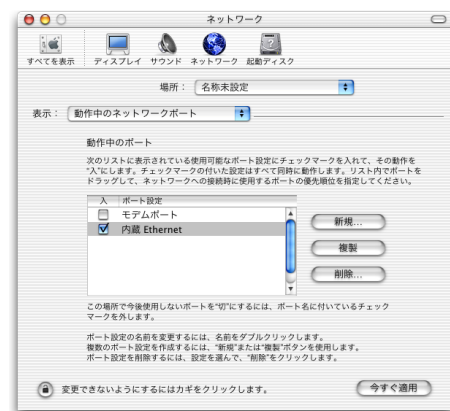 ネットワーク
すべてを表示 ディスプレイ サウンド ネットワーク 起動ディスク
場所： 名称未設定
表示： 動作中のネットワークポート
動作中のポート
次のリストに表示されている使用可能なポート設定にチェックマークを入れて、その動作を
“入”にします。チェックマークの付いた設定はすべて同時に動作します。リスト内でポートを
ドラッグして、ネットワークへの接続時に使用するポートの優先順位を指定してください。
入 ポート設定
モデムポート
内蔵 Ethernet
新規...
複製
削除...
この場所で今後使用しないポートを“切”にするには、ポート名に付いているチェック
マークを外します。
ポート設定の名前を変更するには、名前をダブルクリックします。
複数のポート設定を作成するには、“新規”または“複製”ボタンを使用します。
ポート設定を削除するには、設定を選んで、“削除”をクリックします。
変更できないようにするにはカギをクリックします。
今すぐ適用